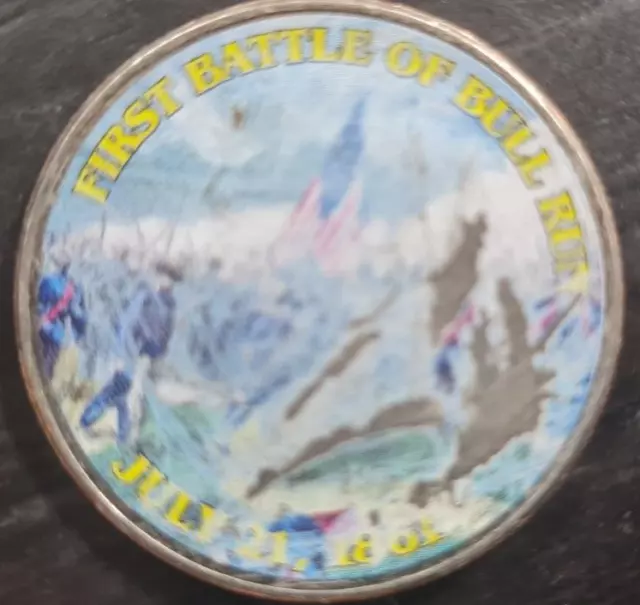 FIRST BATTLE OF BULL RUN
JULY 21, 1861